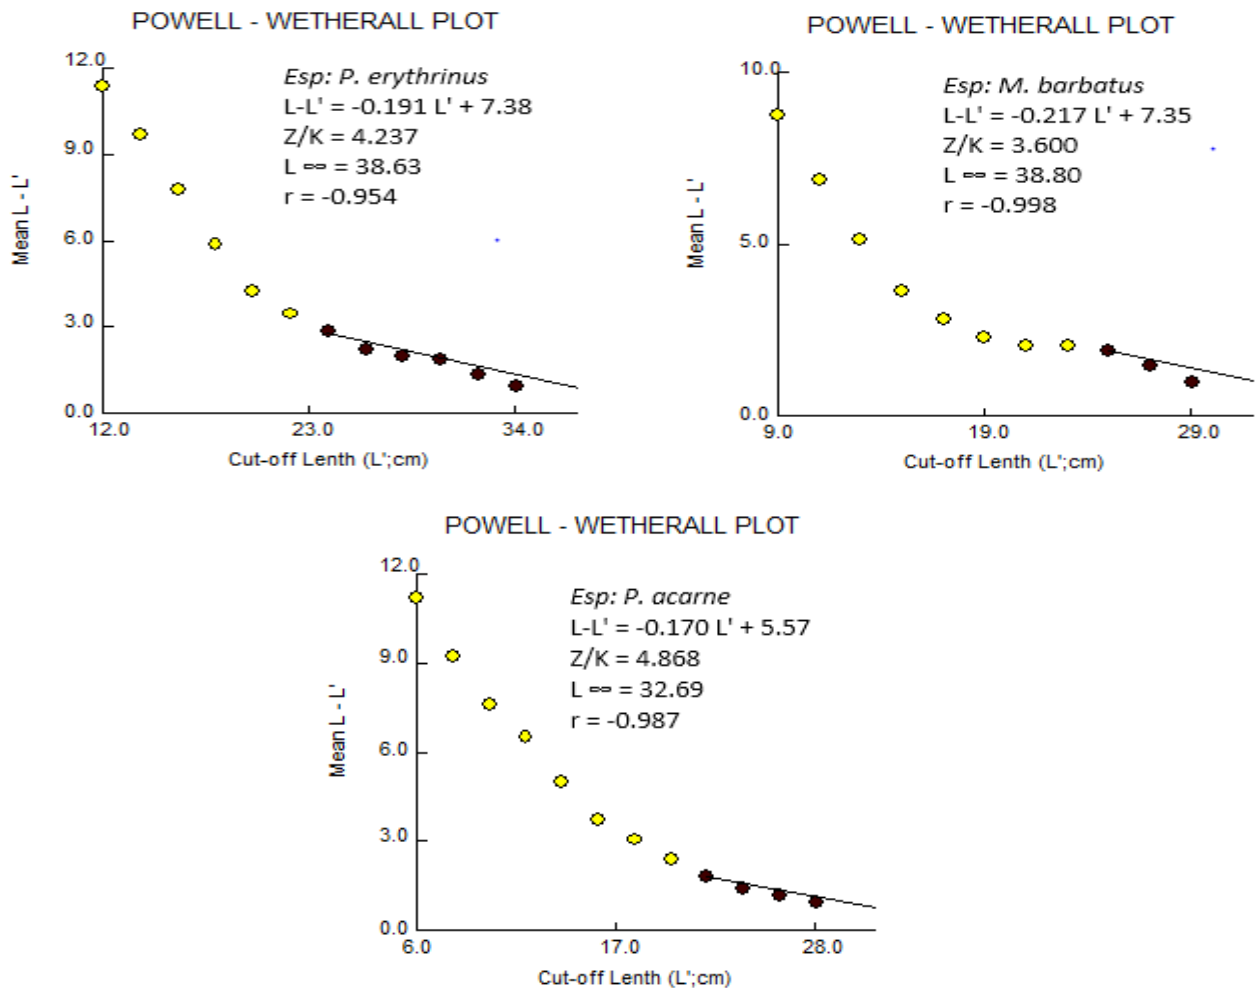 POWELL - WETHERALL PLOT
12.0
9.0
6.0
3.0
0.0
Mean L - L'
Esp: P. erythrinus
L-L' = -0.191 L' + 7.38
Z/K = 4.237
L ∞ = 38.63
r = -0.954
12.0 23.0 34.0
Cut-off Lenth (L';cm)
POWELL - WETHERALL PLOT
10.0
5.0
0.0
Mean L - L'
Esp: M. barbatus
L-L' = -0.217 L' + 7.35
Z/K = 3.600
L ∞ = 38.80
r = -0.998
9.0 19.0 29.0
Cut-off Lenth (L';cm)
POWELL - WETHERALL PLOT
12.0
9.0
6.0
3.0
0.0
Mean L - L'
Esp: P. acarne
L-L' = -0.170 L' + 5.57
Z/K = 4.868
L ∞ = 32.69
r = -0.987
6.0 17.0 28.0
Cut-off Lenth (L';cm)